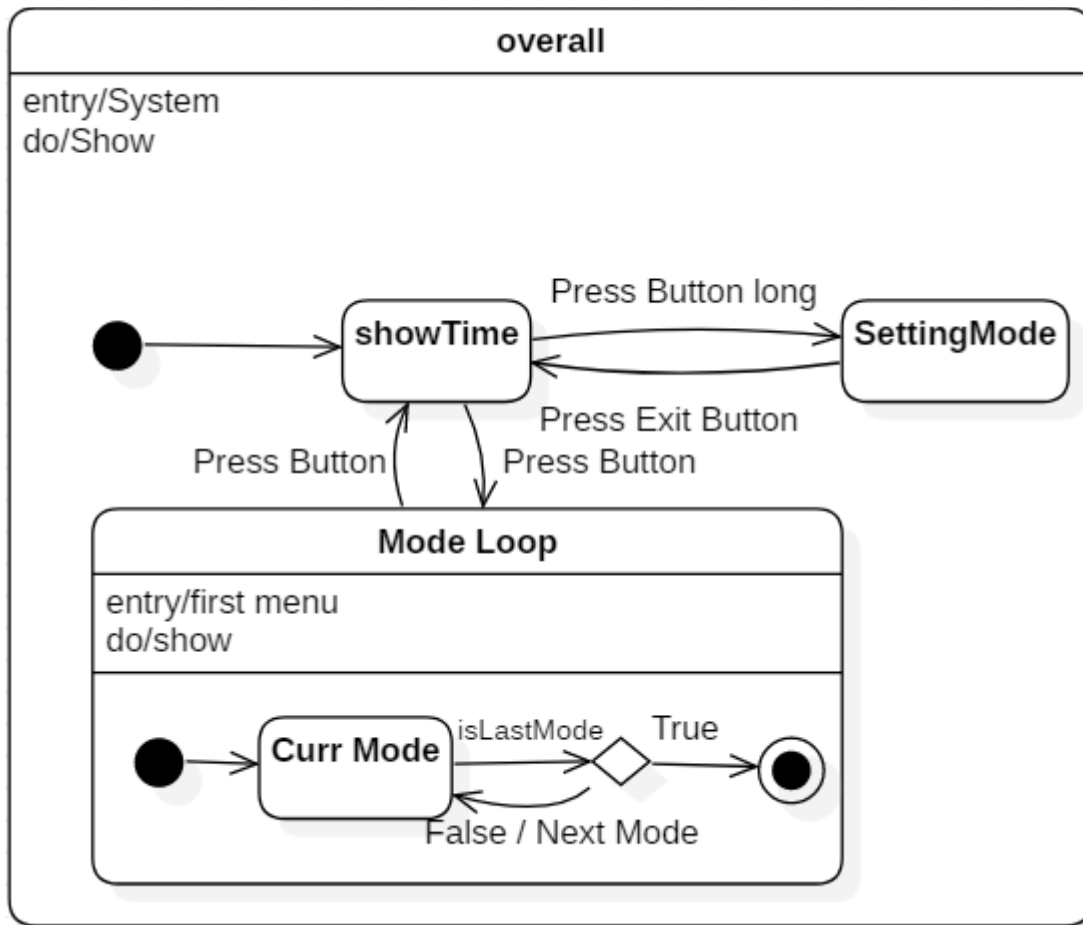 overall
entry/System
do/Show
Press Button long
showTime
SettingMode
Press Exit Button
Press Button
Press Button
Mode Loop
entry/first menu
do/show
isLastMode
True
Curr Mode
False / Next Mode